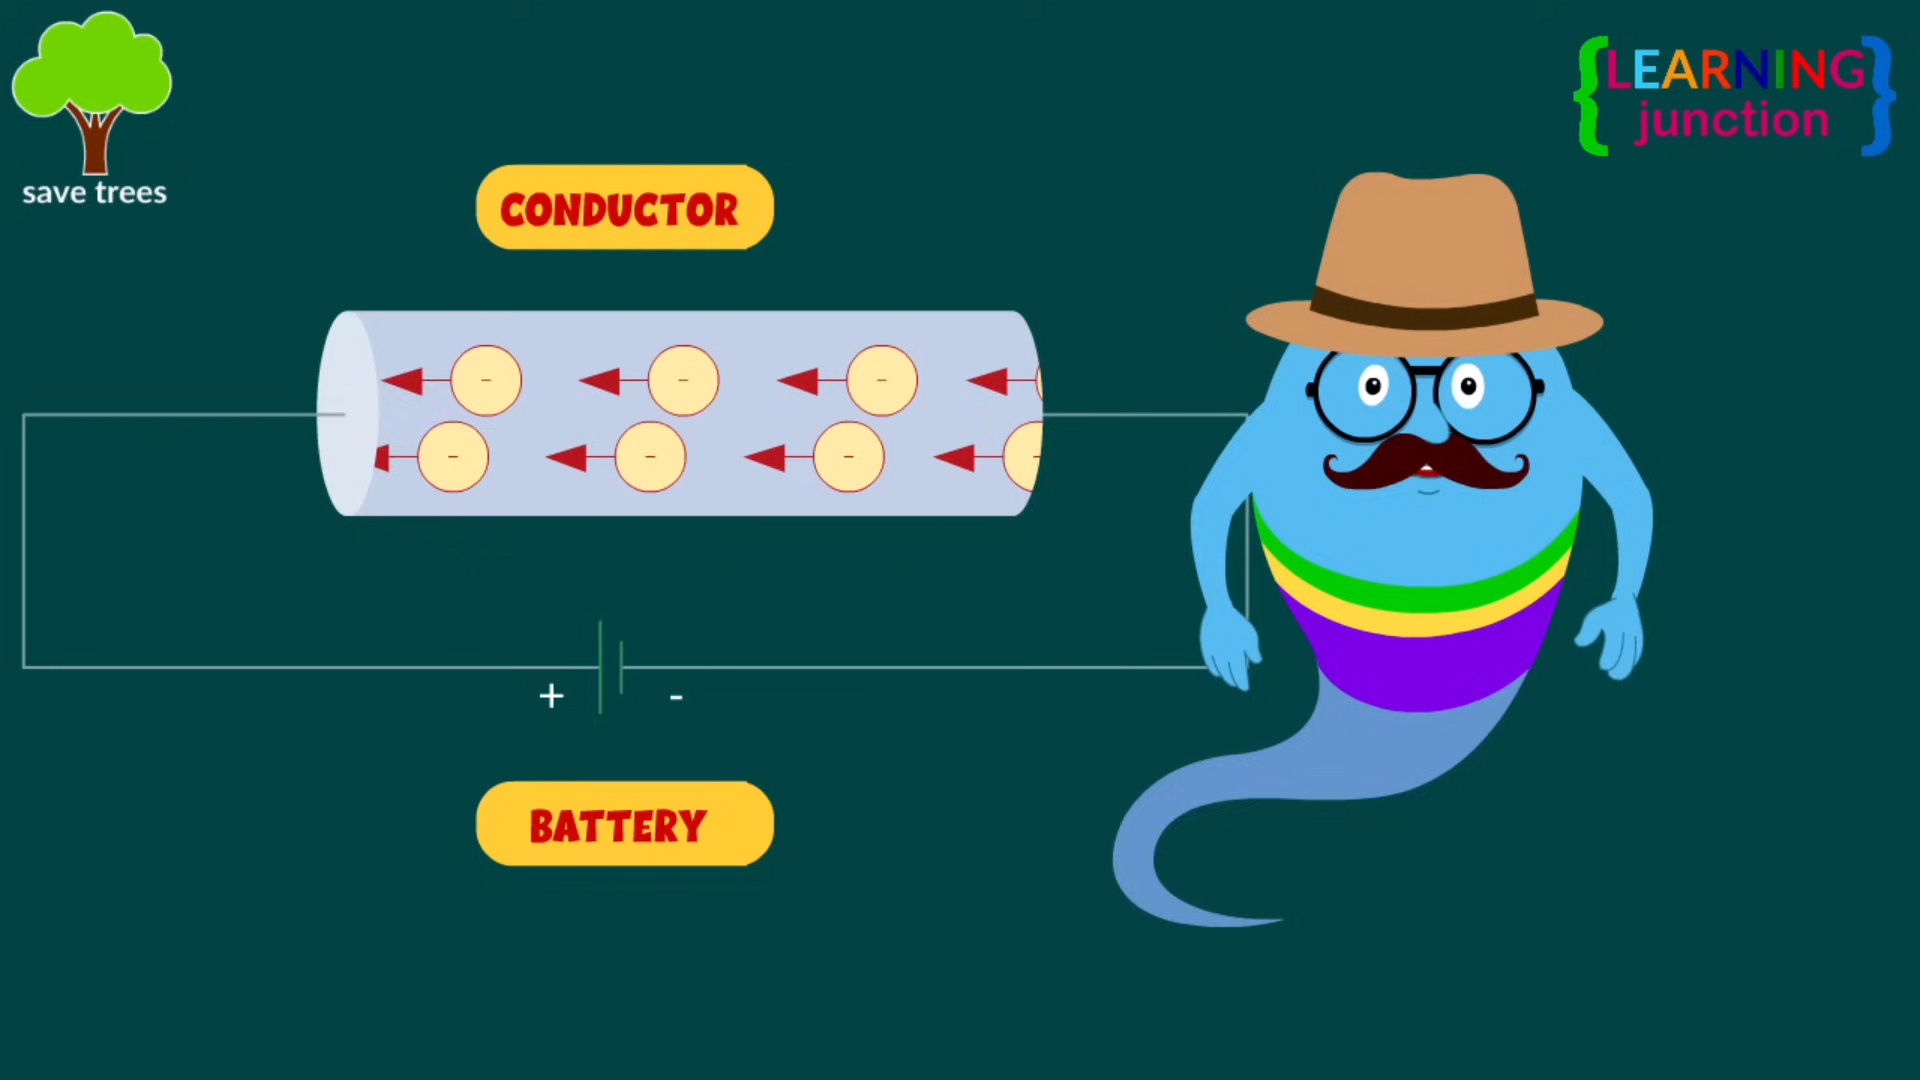 save trees
{LEARNING}
junction
CONDUCTOR
- - - 
- - - -
+ -
BATTERY